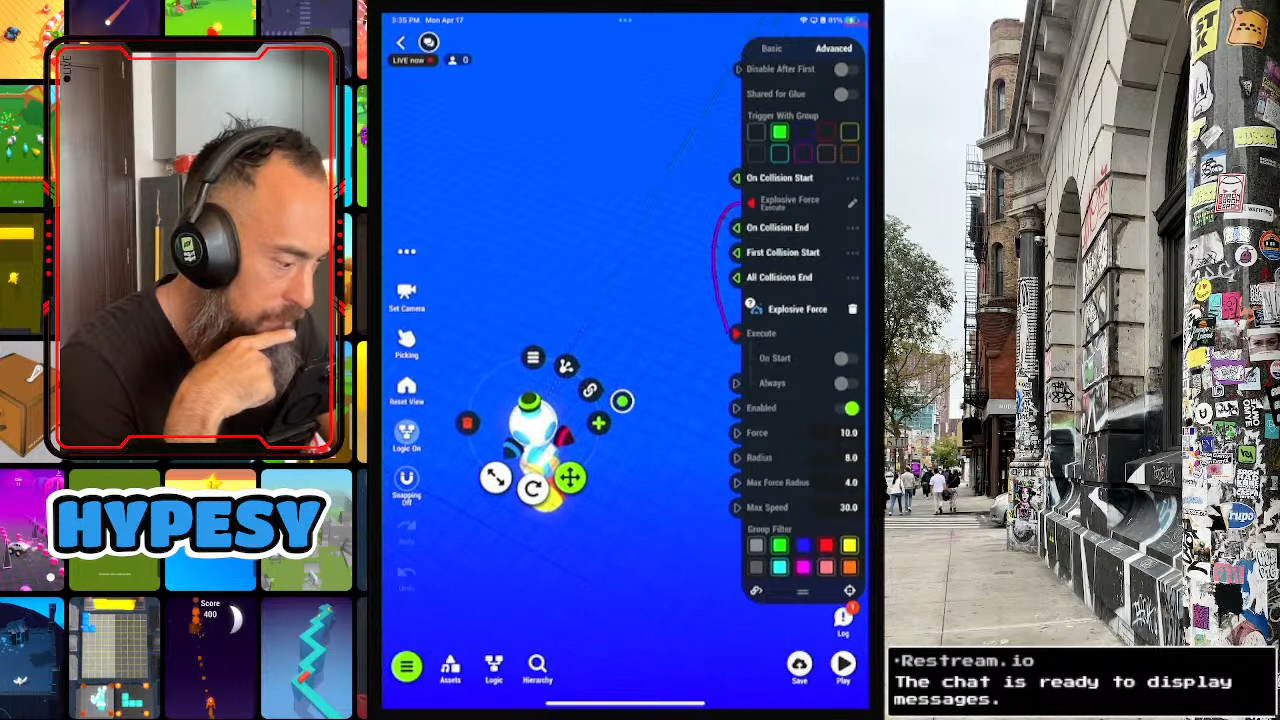 LIVE
HYPESY
Score
400
3:35 PM Mon Apr 17
81%
LIVE now
0
Set Camera
Picking
Reset View
Logic On
Snapping
Off
Redo
Undo
Assets
Logic
Hierarchy
Basic
Advanced
Disable After First
Shared for Glue
Trigger With Group
On Collision Start
Explosive Force
Execute
On Collision End
First Collision Start
All Collisions End
Explosive Force
Execute
On Start
Always
Enabled
Force 10.0
Radius 8.0
Max Force Radius 4.0
Max Speed 30.0
Group Filter
1
Log
Save
Play
·Restream.io
The chat is ready to display
messages.